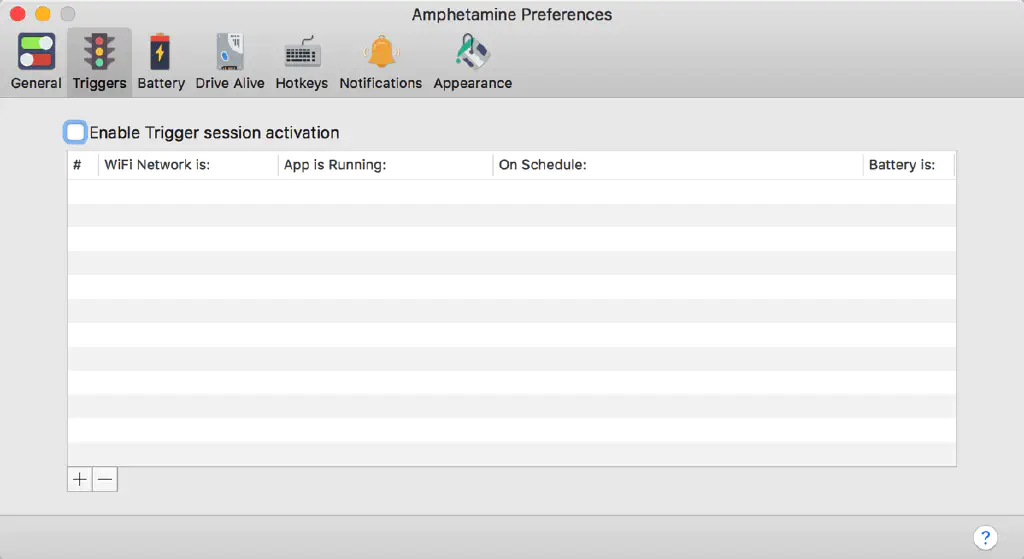 Amphetamine Preferences
General Triggers Battery Drive Alive Hotkeys Notifications Appearance
Enable Trigger session activation
# WiFi Network is: App is Running: On Schedule: Battery is:
+ −
?